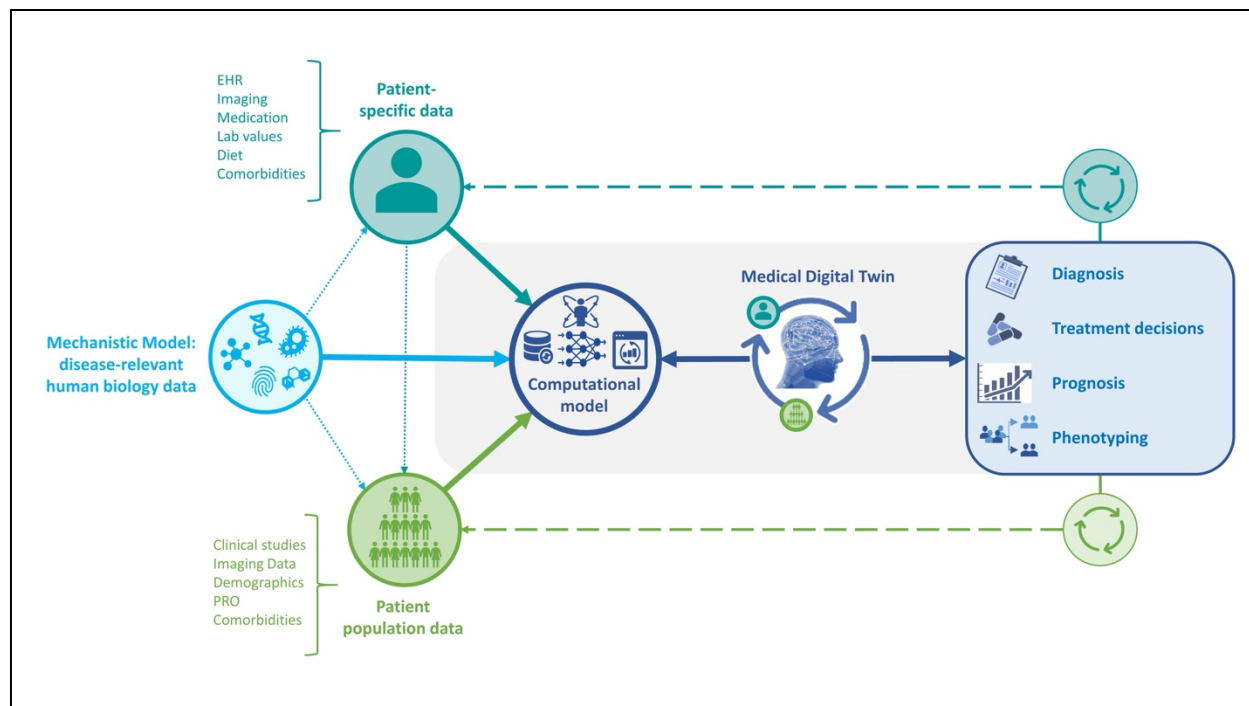 EHR
Imaging
Medication
Lab values
Diet
Comorbidities
Patient-
specific data
Mechanistic Model:
disease-relevant
human biology data
Computational
model
Medical Digital Twin
Diagnosis
Treatment decisions
Prognosis
Phenotyping
Clinical studies
Imaging Data
Demographics
PRO
Comorbidities
Patient
population data